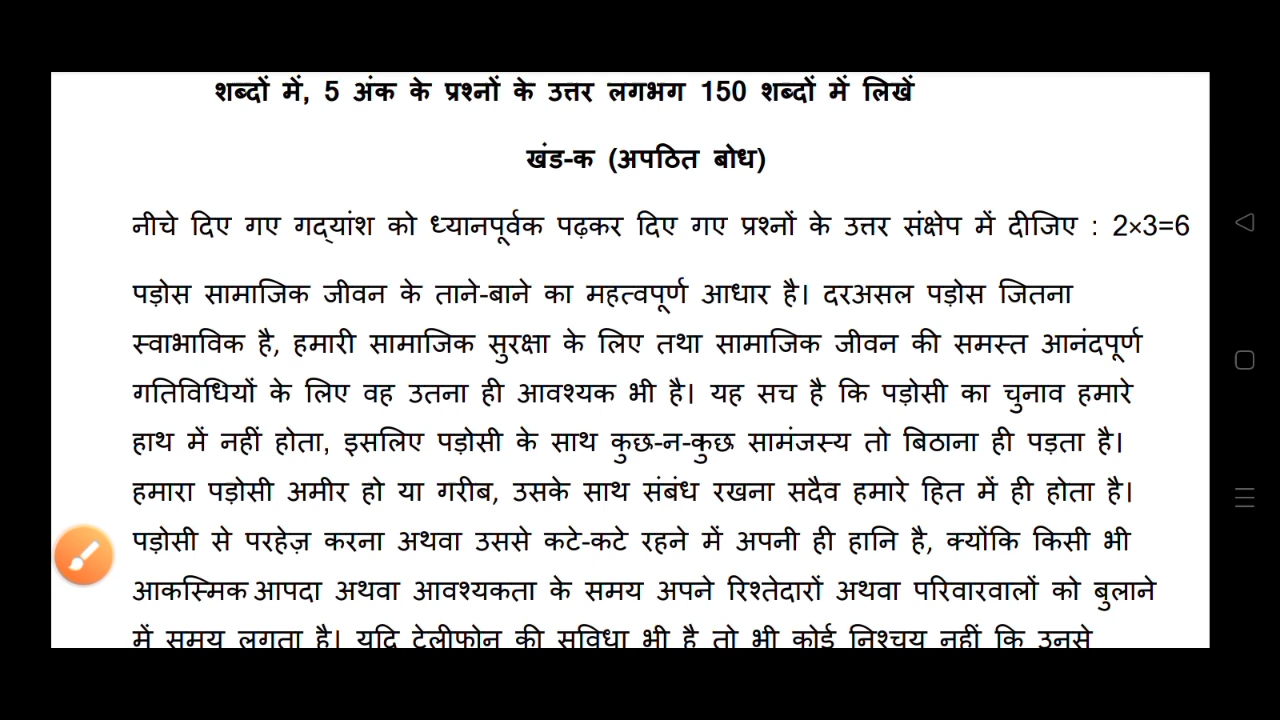 शब्दों में, 5 अंक के प्रश्नों के उत्तर लगभग 150 शब्दों में लिखें
खंड-क (अपठित बोध)
नीचे दिए गए गद्यांश को ध्यानपूर्वक पढ़कर दिए गए प्रश्नों के उत्तर संक्षेप में दीजिए : 2×3=6
पड़ोस सामाजिक जीवन के ताने-बाने का महत्वपूर्ण आधार है। दरअसल पड़ोस जितना
स्वाभाविक है, हमारी सामाजिक सुरक्षा के लिए तथा सामाजिक जीवन की समस्त आनंदपूर्ण
गतिविधियों के लिए वह उतना ही आवश्यक भी है। यह सच है कि पड़ोसी का चुनाव हमारे
हाथ में नहीं होता, इसलिए पड़ोसी के साथ कुछ-न-कुछ सामंजस्य तो बिठाना ही पड़ता है।
हमारा पड़ोसी अमीर हो या गरीब, उसके साथ संबंध रखना सदैव हमारे हित में ही होता है।
पड़ोसी से परहेज़ करना अथवा उससे कटे-कटे रहने में अपनी ही हानि है, क्योंकि किसी भी
आकस्मिक आपदा अथवा आवश्यकता के समय अपने रिश्तेदारों अथवा परिवारवालों को बुलाने
में समय लगता है। यदि टेलीफोन की सुविधा भी है तो भी कोई निश्चय नहीं कि उनसे